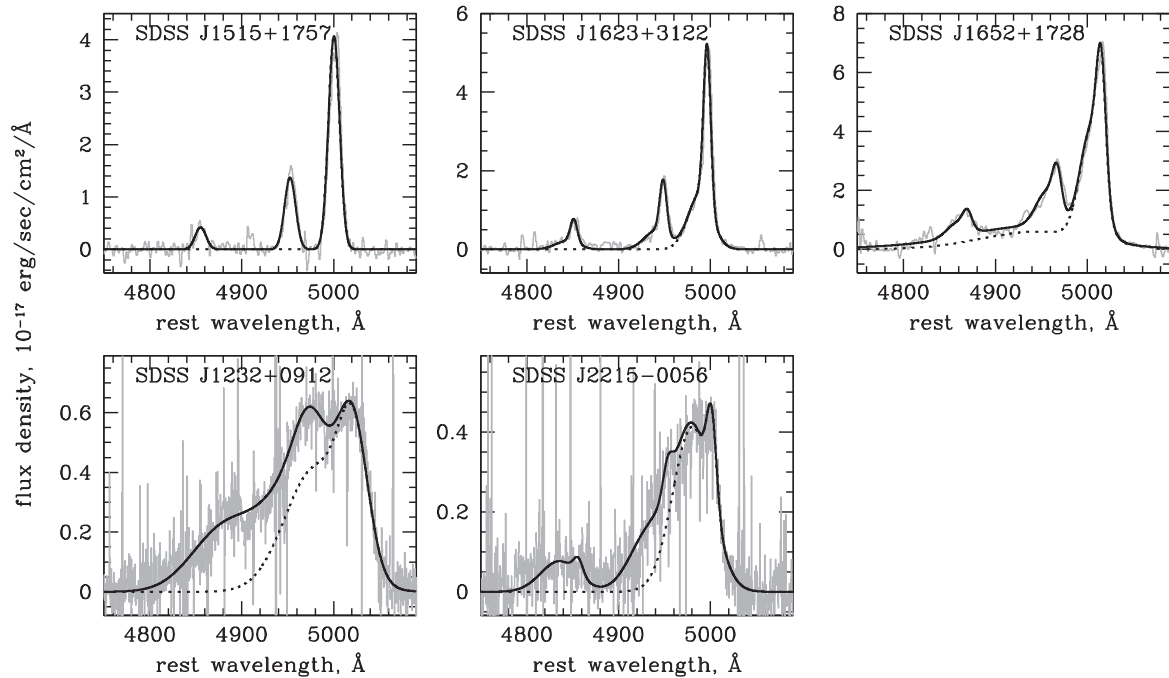 SDSS J1515+1757
SDSS J1623+3122
SDSS J1652+1728
4
3
2
1
0
6
4
2
0
8
6
4
2
0
4800 4900 5000
4800 4900 5000
4800 4900 5000
rest wavelength, Å
rest wavelength, Å
rest wavelength, Å
flux density, 10⁻¹⁷ erg/sec/cm²/Å
SDSS J1232+0912
SDSS J2215−0056
0.6
0.4
0.2
0
0.4
0.2
0
4800 4900 5000
4800 4900 5000
rest wavelength, Å
rest wavelength, Å